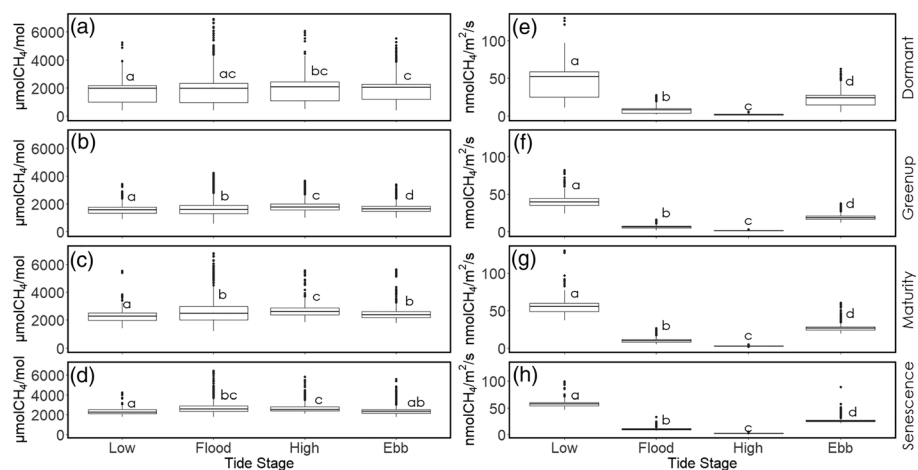 (a)
μmolCH4/mol
6000
4000
2000
0
a
ac
bc
c
(e)
nmolCH4/m2/s
100
50
0
a
b
c
d
Dormant
(b)
μmolCH4/mol
6000
4000
2000
0
a
b
c
d
(f)
nmolCH4/m2/s
100
50
0
a
b
c
d
Greenup
(c)
μmolCH4/mol
6000
4000
2000
0
a
b
c
b
(g)
nmolCH4/m2/s
100
50
0
a
b
c
d
Maturity
(d)
μmolCH4/mol
6000
4000
2000
0
a
bc
c
ab
(h)
nmolCH4/m2/s
100
50
0
a
b
c
d
Senescence
Low Flood High Ebb
Tide Stage
Low Flood High Ebb
Tide Stage